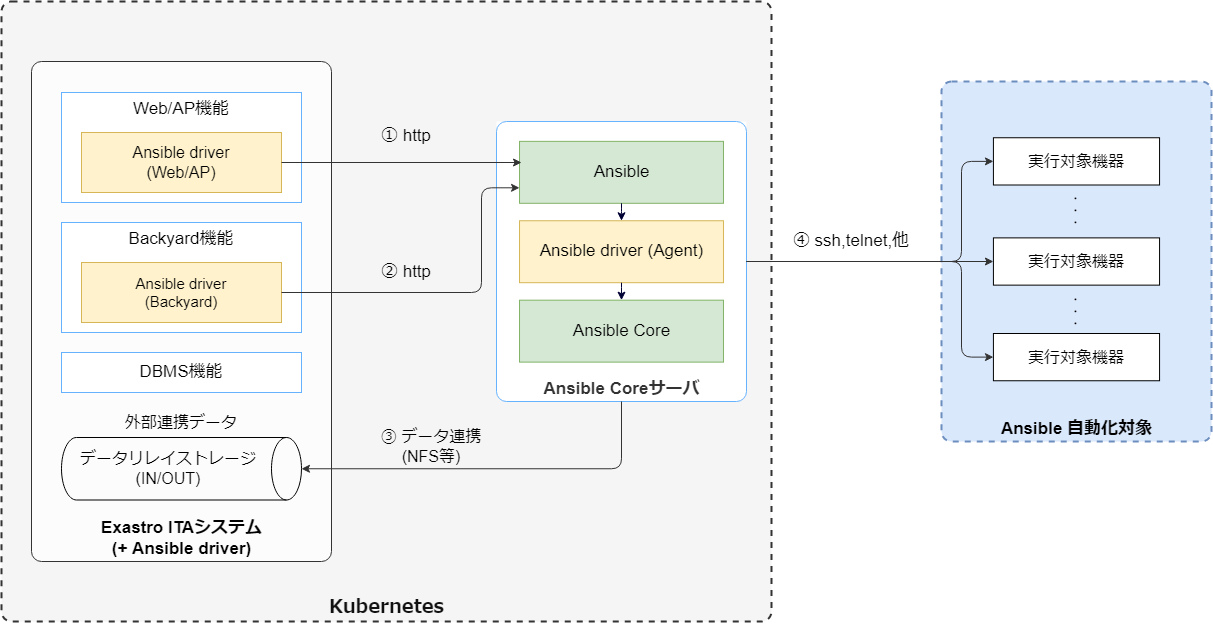 Web/AP機能
Ansible driver
(Web/AP)
Backyard機能
Ansible driver
(Backyard)
DBMS機能
外部連携データ
データリレイストレージ
(IN/OUT)
Exastro ITAシステム
(+ Ansible driver)
① http
② http
③ データ連携
(NFS等)
Ansible
Ansible driver (Agent)
Ansible Core
Ansible Coreサーバ
Kubernetes
④ ssh,telnet,他
実行対象機器
実行対象機器
実行対象機器
Ansible 自動化対象